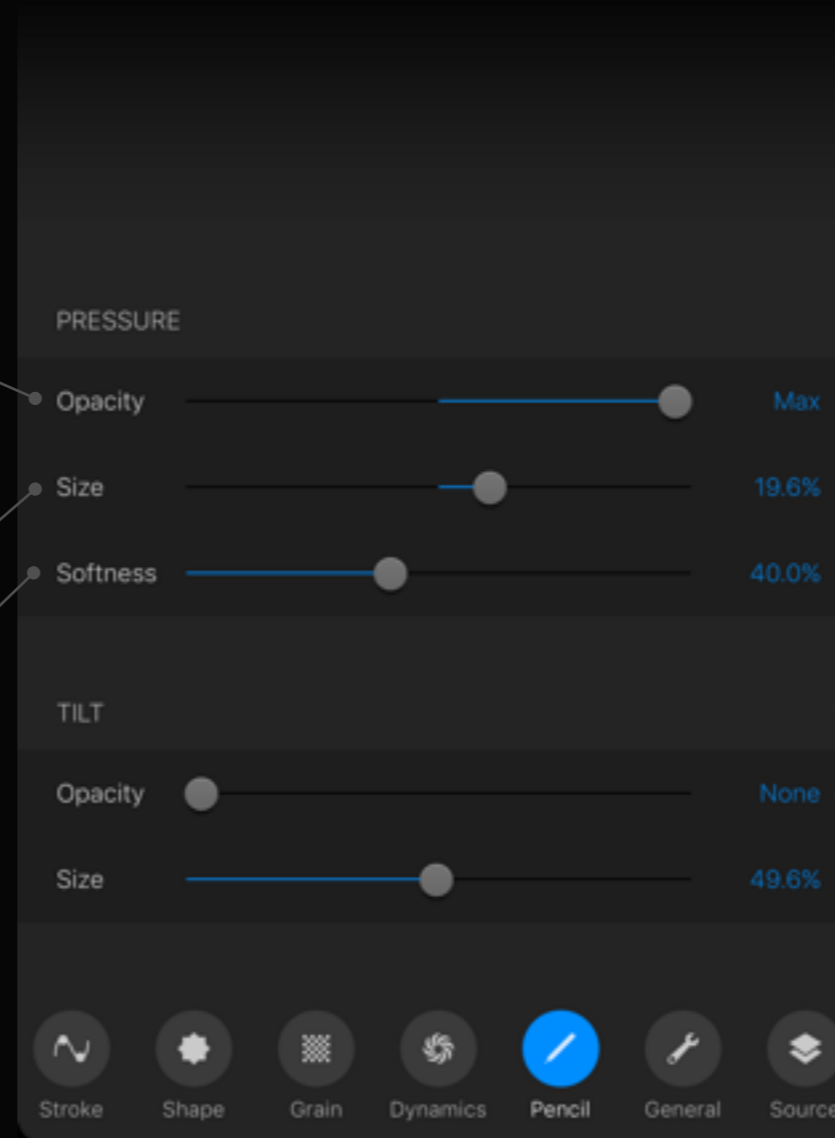 PRESSURE
Opacity Max
Size 19.6%
Softness 40.0%
TILT
Opacity None
Size 49.6%
Stroke Shape Grain Dynamics Pencil General Source